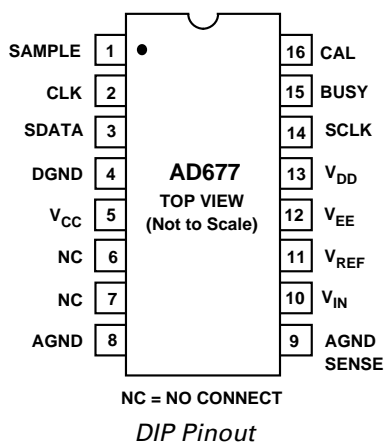 SAMPLE 1 16 CAL
CLK 2 15 BUSY
SDATA 3 14 SCLK
DGND 4 AD677 13 VDD
TOP VIEW
VCC 5 (Not to Scale) 12 VEE
NC 6 11 VREF
NC 7 10 VIN
AGND 8 9 AGND
SENSE
NC = NO CONNECT
DIP Pinout